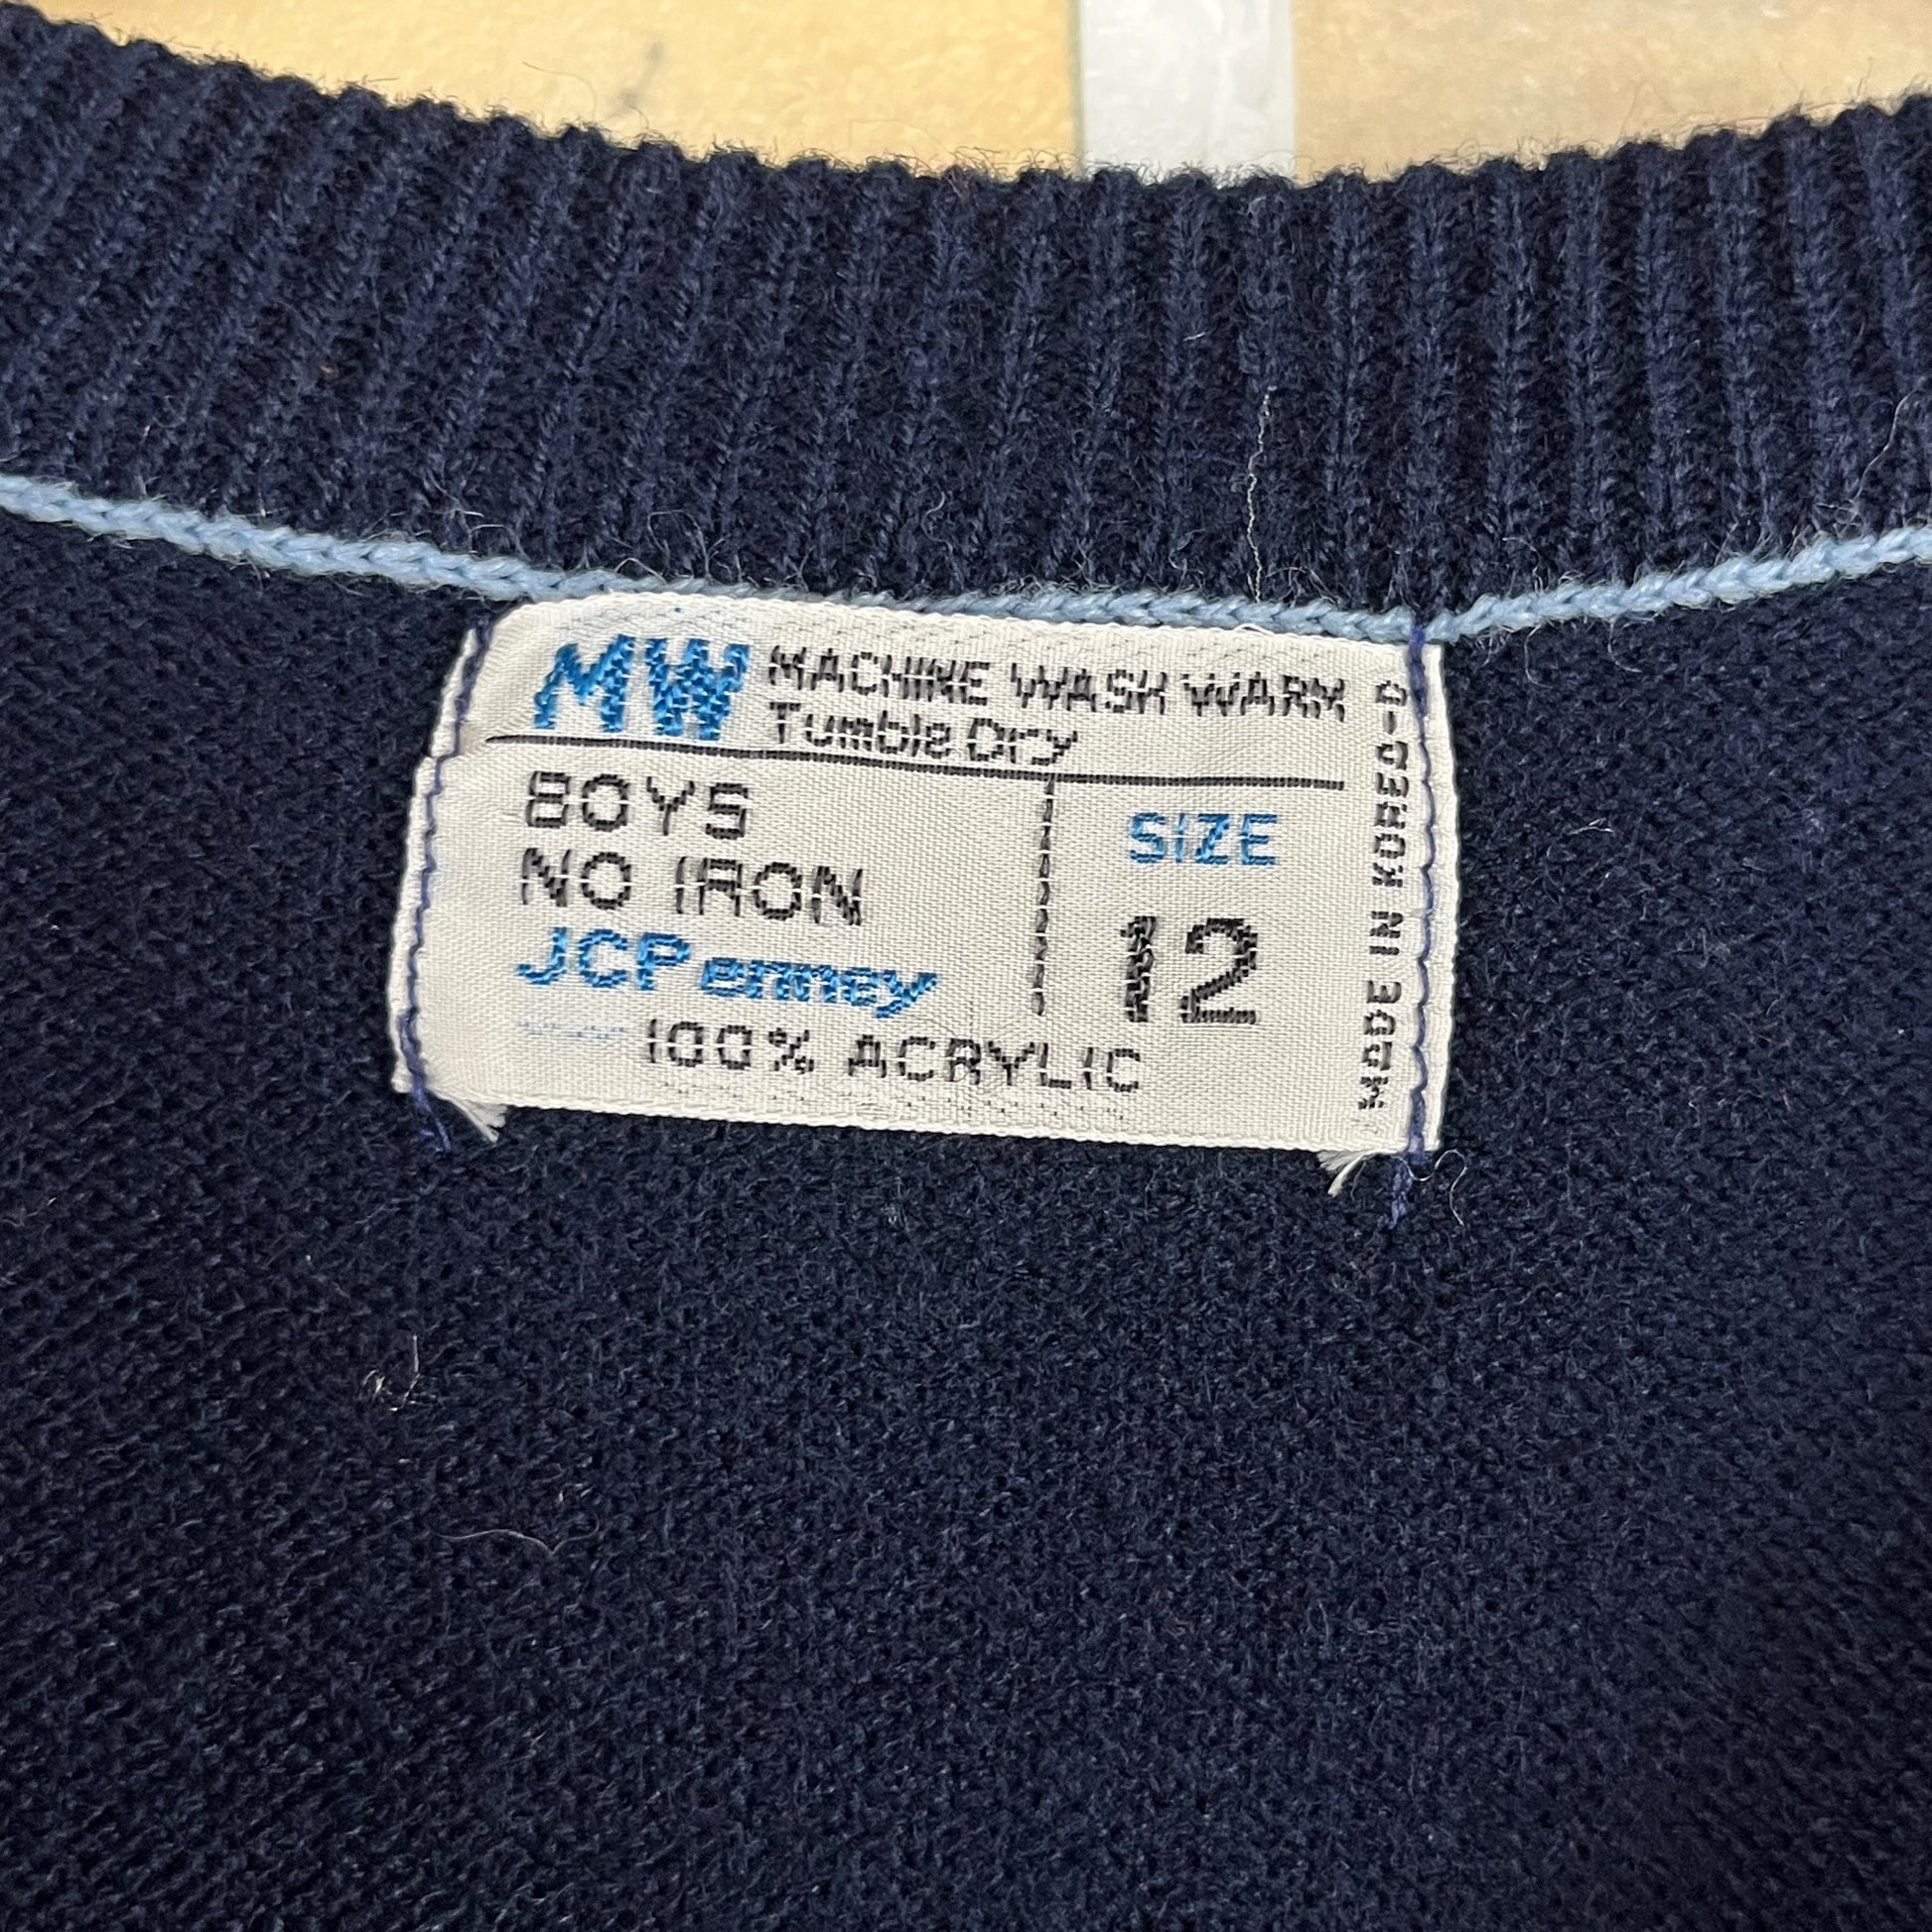 MW MACHINE WASH WARM
Tumble Dry
BOYS
NO IRON
JCPenney
100% ACRYLIC
SIZE
12
MADE IN KOREA-D